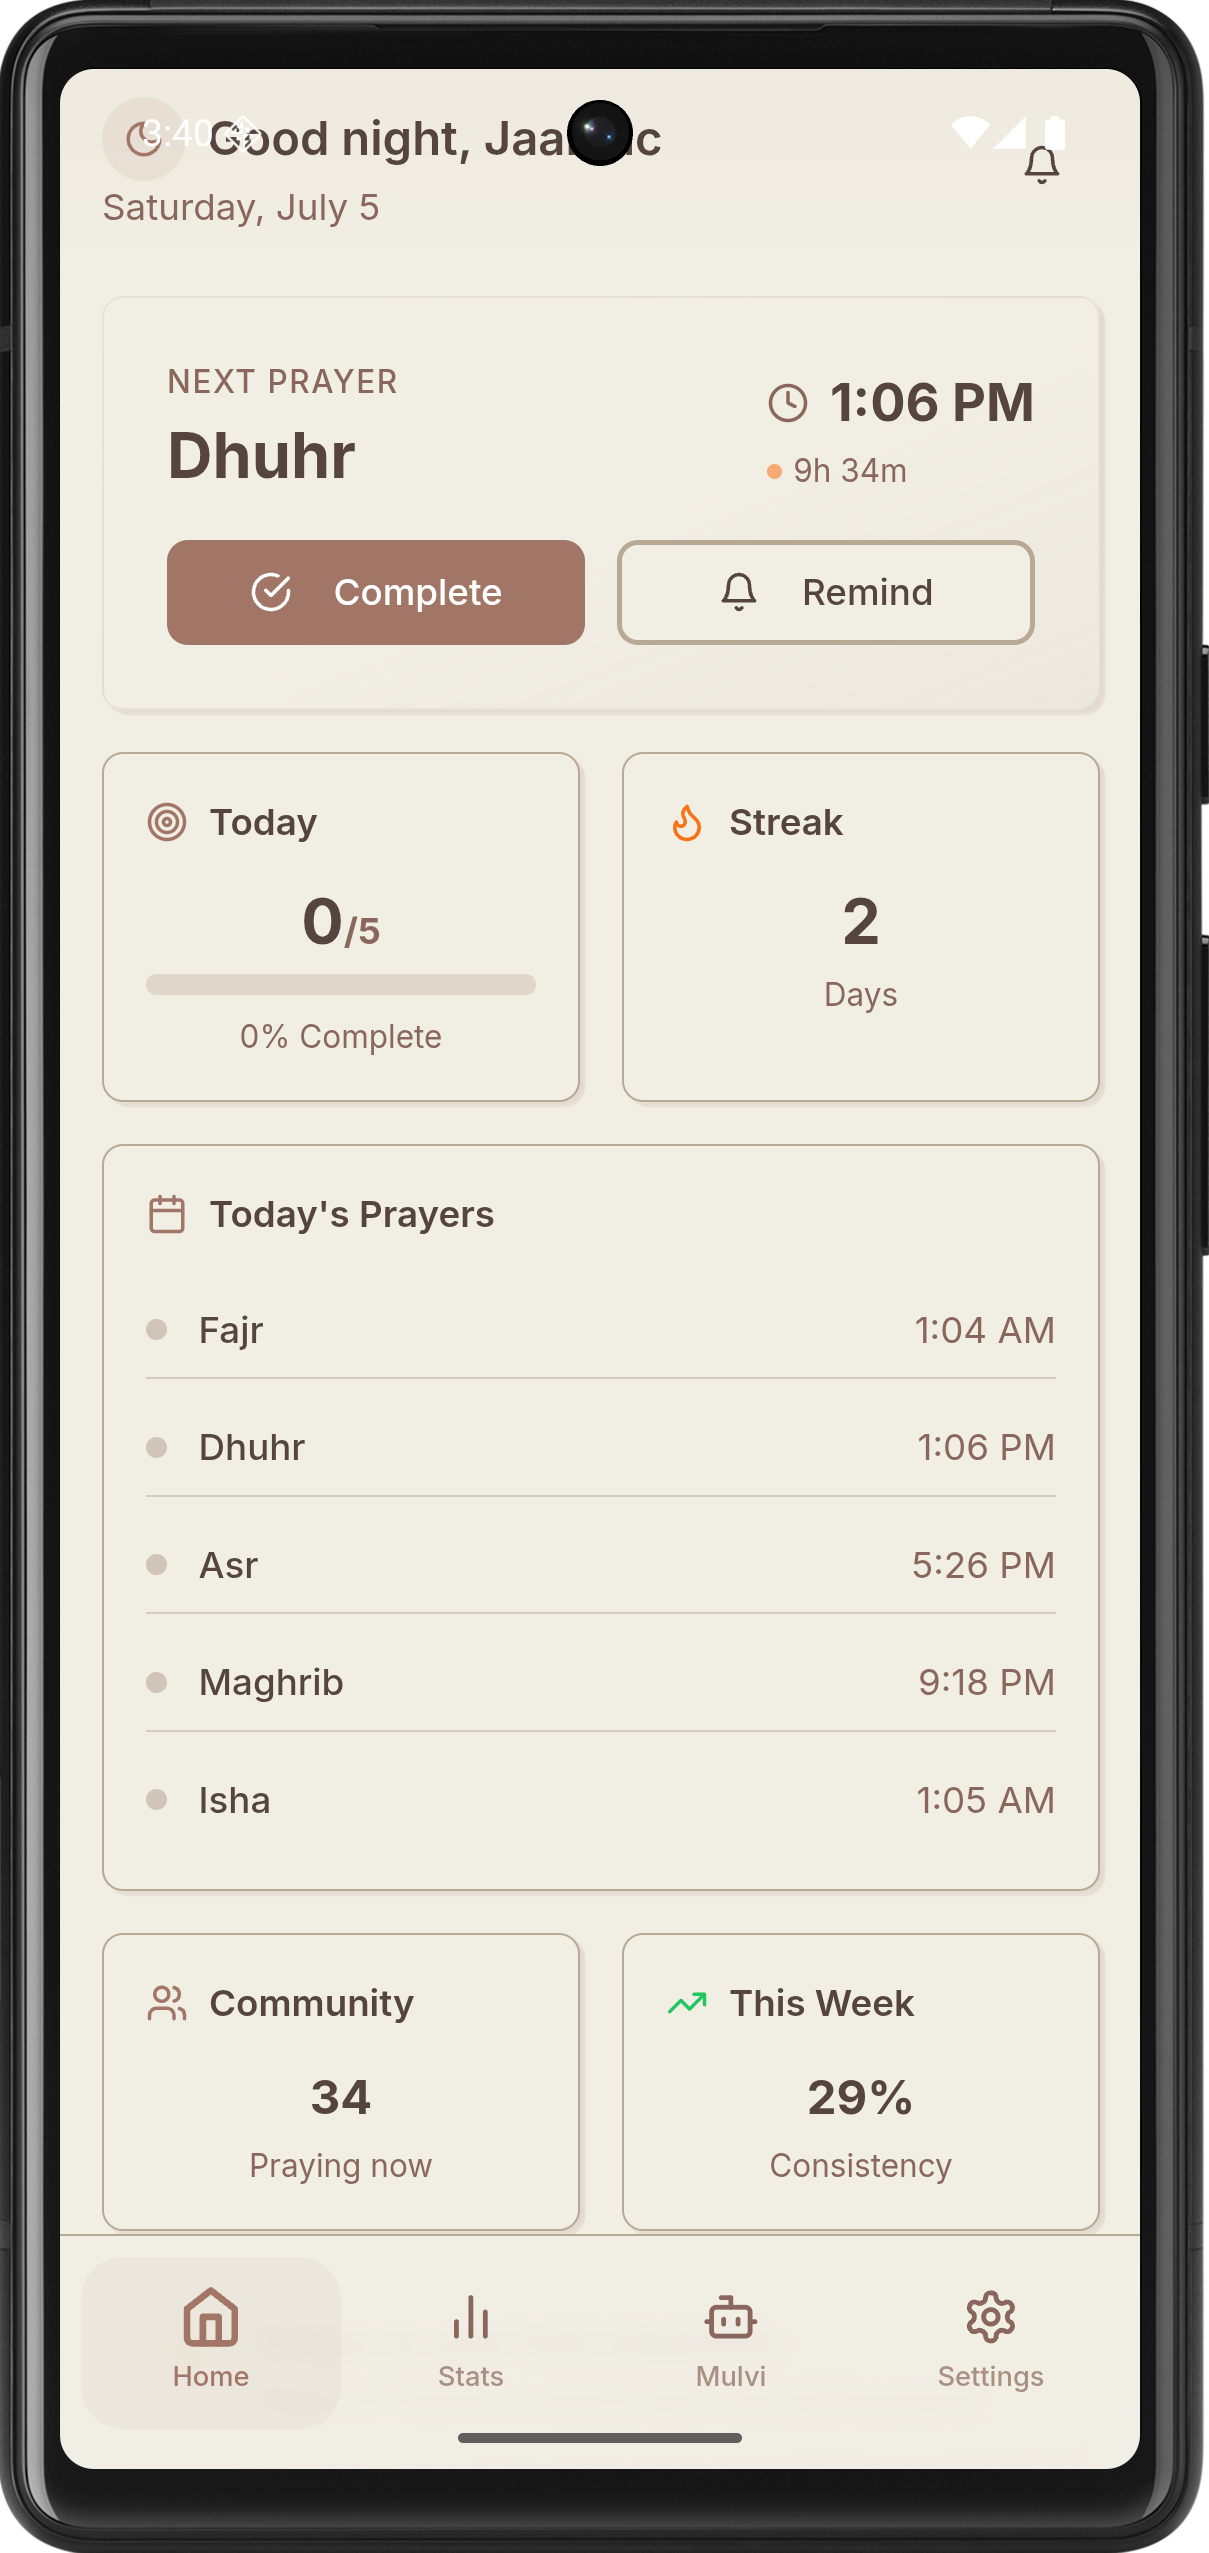 3:40
Good night,
Saturday, July 5
NEXT PRAYER
Dhuhr
1:06 PM
9h 34m
Complete
Remind
Today
0/5
0% Complete
Streak
2
Days
Today's Prayers
Fajr 1:04 AM
Dhuhr 1:06 PM
Asr 5:26 PM
Maghrib 9:18 PM
Isha 1:05 AM
Community
34
Praying now
This Week
29%
Consistency
Home
Stats
Mulvi
Settings